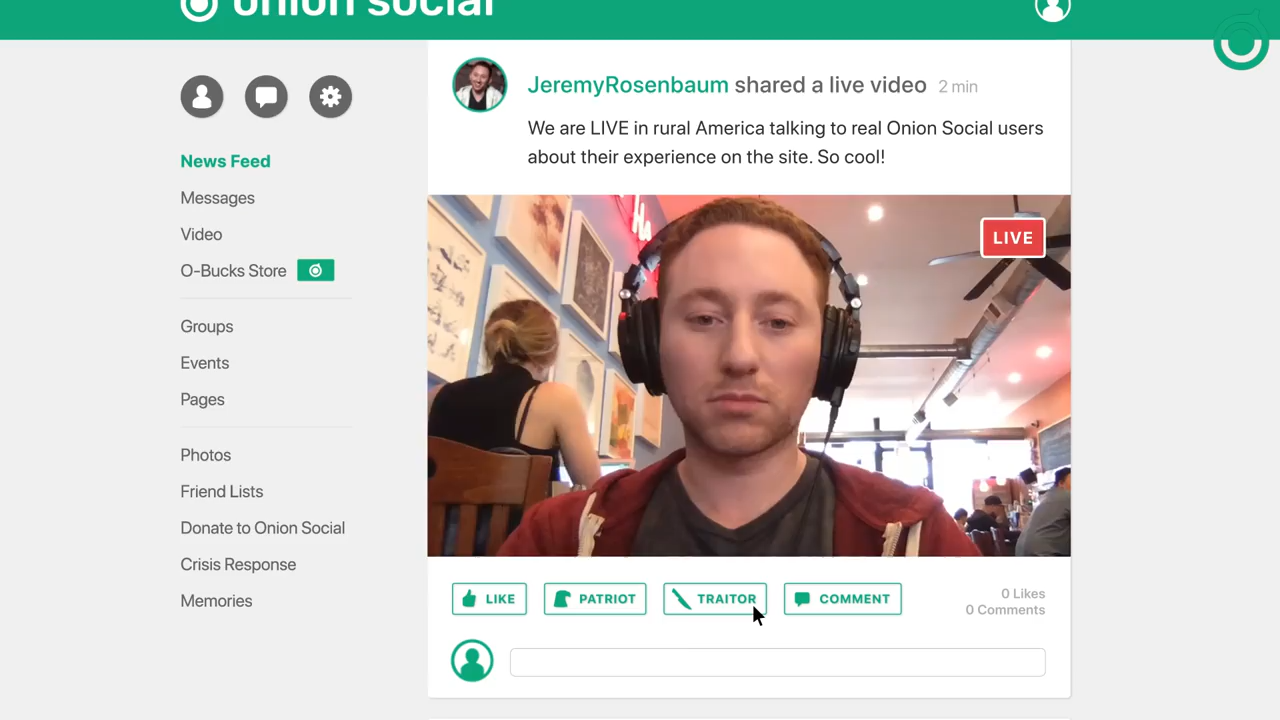 onion social
News Feed
Messages
Video
O-Bucks Store
Groups
Events
Pages
Photos
Friend Lists
Donate to Onion Social
Crisis Response
Memories
JeremyRosenbaum shared a live video 2 min
We are LIVE in rural America talking to real Onion Social users
about their experience on the site. So cool!
LIVE
LIKE
PATRIOT
TRAITOR
COMMENT
0 Likes
0 Comments